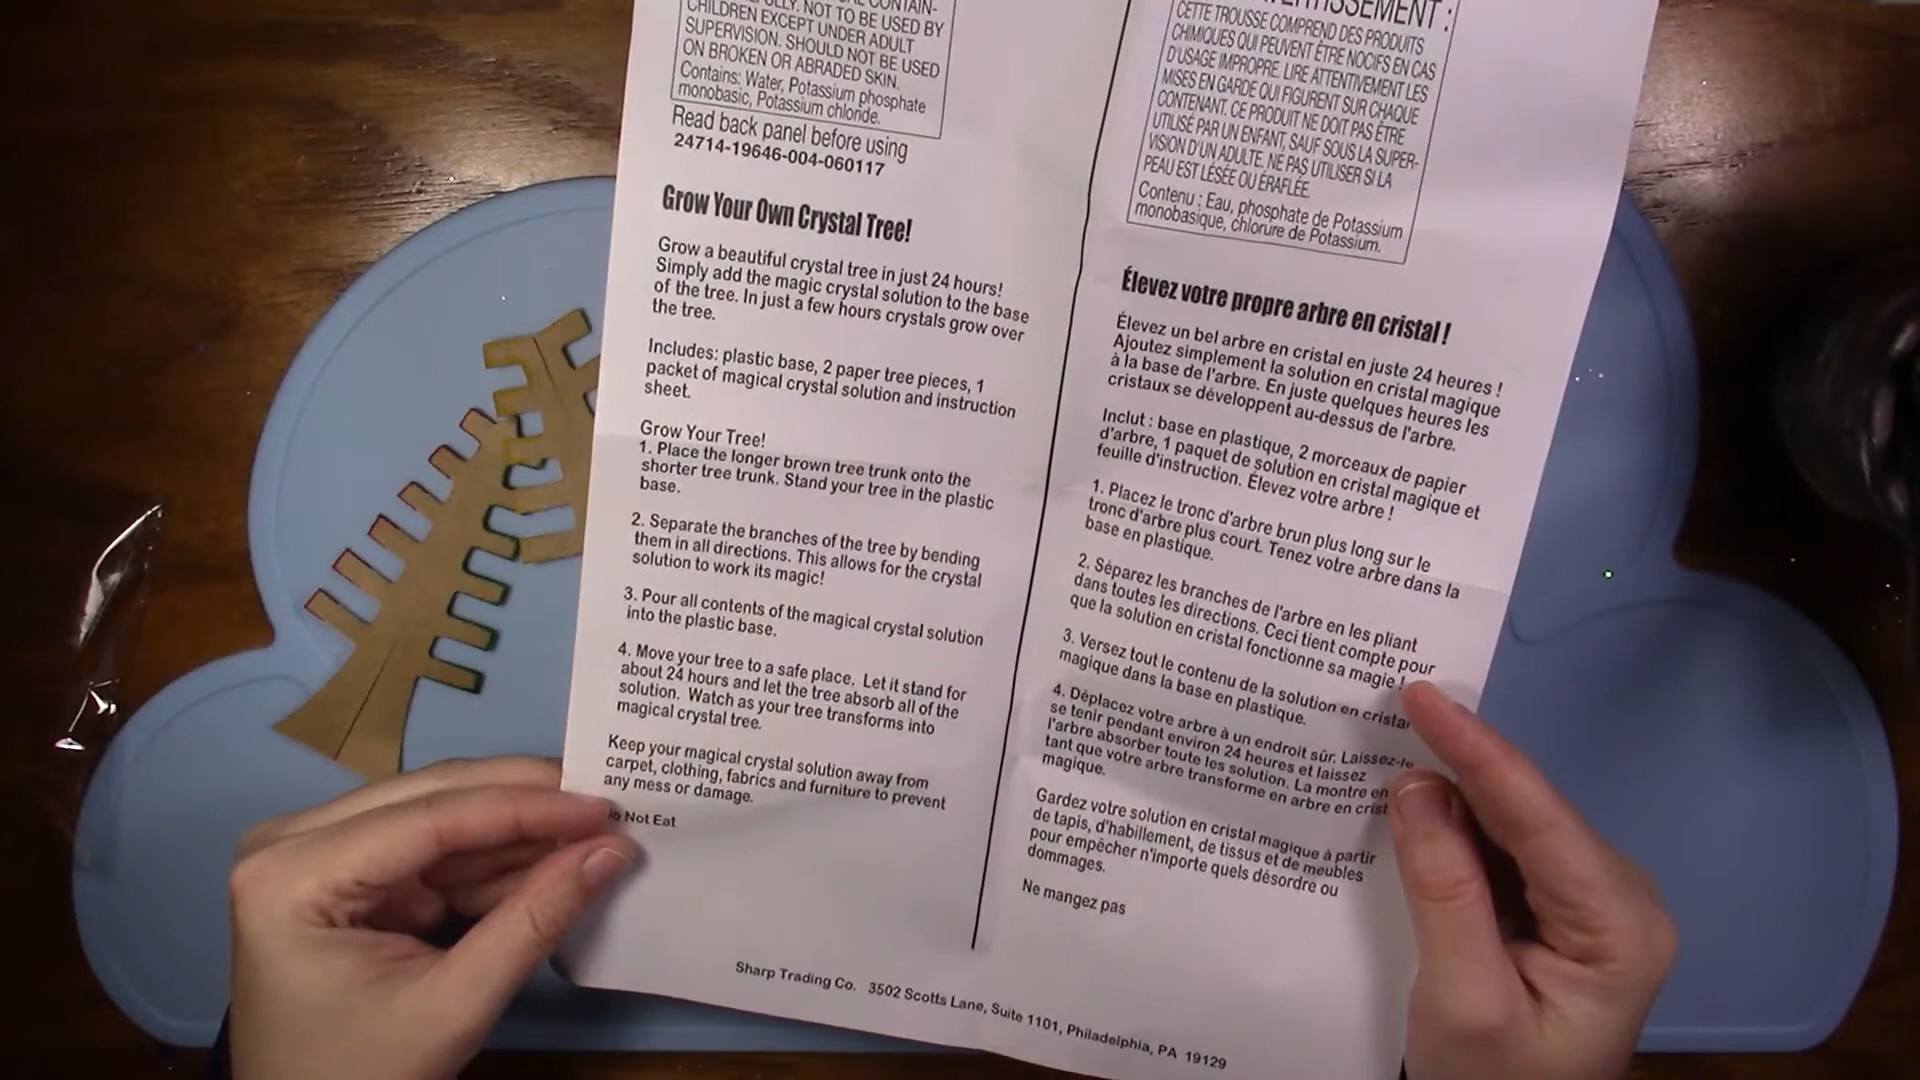 CONTAIN-
NOT TO BE USED BY
CHILDREN EXCEPT UNDER ADULT
SUPERVISION. SHOULD NOT BE USED
ON BROKEN OR ABRADED SKIN.
Contains: Water, Potassium phosphate
monobasic, Potassium chloride.
Read back panel before using
24714-19646-004-060117
Grow Your Own Crystal Tree!
Grow a beautiful crystal tree in just 24 hours!
Simply add the magic crystal solution to the base
of the tree. In just a few hours crystals grow over
the tree.
Includes: plastic base, 2 paper tree pieces, 1
packet of magical crystal solution and instruction
sheet.
Grow Your Tree!
1. Place the longer brown tree trunk onto the
shorter tree trunk. Stand your tree in the plastic
base.
2. Separate the branches of the tree by bending
them in all directions. This allows for the crystal
solution to work its magic!
3. Pour all contents of the magical crystal solution
into the plastic base.
4. Move your tree to a safe place. Let it stand for
about 24 hours and let the tree absorb all of the
solution. Watch as your tree transforms into
magical crystal tree.
Keep your magical crystal solution away from
carpet, clothing, fabrics and furniture to prevent
any mess or damage.
Not Eat
CETTE TROUSSE COMPREND DES PRODUITS
CHIMIQUES QUI PEUVENT ÊTRE NOCIFS EN CAS
D'USAGE IMPROPRE. LIRE ATTENTIVEMENT LES
MISES EN GARDE QUI FIGURENT SUR CHAQUE
CONTENANT. CE PRODUIT NE DOIT PAS ÊTRE
UTILISÉ PAR UN ENFANT, SAUF SOUS LA SUPER-
VISION D'UN ADULTE. NE PAS UTILISER SI LA
PEAU EST LÉSÉE OU ÉRAFLÉE.
Contenu : Eau, phosphate de Potassium
monobasique, chlorure de Potassium.
Élevez votre propre arbre en cristal !
Élevez un bel arbre en cristal en juste 24 heures !
Ajoutez simplement la solution en cristal magique
à la base de l'arbre. En juste quelques heures les
cristaux se développent au-dessus de l'arbre.
Inclut : base en plastique, 2 morceaux de papier
d'arbre, 1 paquet de solution en cristal magique et
feuille d'instruction. Élevez votre arbre !
1. Placez le tronc d'arbre brun plus long sur le
tronc d'arbre plus court. Tenez votre arbre dans la
base en plastique.
2. Séparez les branches de l'arbre en les pliant
dans toutes les directions. Ceci tient compte pour
que la solution en cristal fonctionne sa magie !
3. Versez tout le contenu de la solution en cristal
magique dans la base en plastique.
4. Déplacez votre arbre à un endroit sûr. Laissez-le
se tenir pendant environ 24 heures et laissez
l'arbre absorber toute les solution. La montre en
tant que votre arbre transforme en arbre en crist
magique.
Gardez votre solution en cristal magique à partir
de tapis, d'habillement, de tissus et de meubles
pour empêcher n'importe quels désordre ou
dommages.
Ne mangez pas
Sharp Trading Co. 3502 Scotts Lane, Suite 1101, Philadelphia, PA 19129